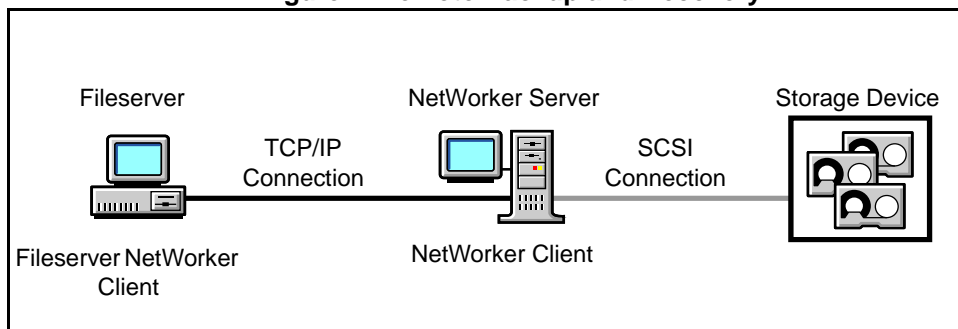 Fileserver
NetWorker Server
Storage Device
TCP/IP
Connection
SCSI
Connection
Fileserver NetWorker
Client
NetWorker Client